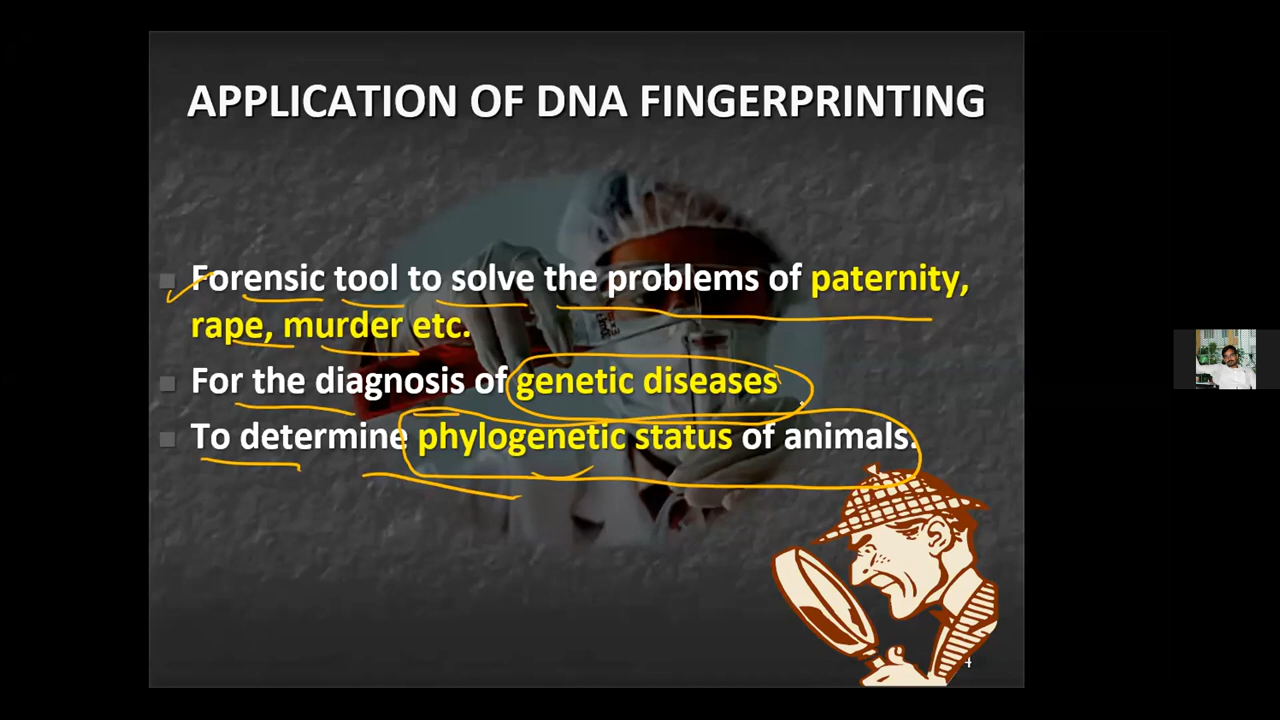 APPLICATION OF DNA FINGERPRINTING
Forensic tool to solve the problems of paternity,
rape, murder etc.
For the diagnosis of genetic diseases
To determine phylogenetic status of animals.